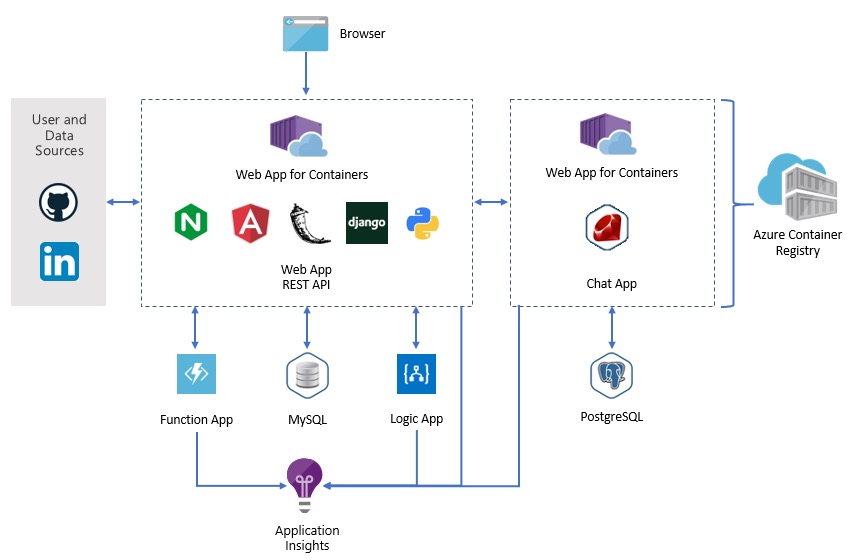 Browser
User and
Data
Sources
in
Web App for Containers
N
A
django
Web App
REST API
Web App for Containers
Chat App
Azure Container
Registry
Function App
MySQL
Logic App
PostgreSQL
Application
Insights